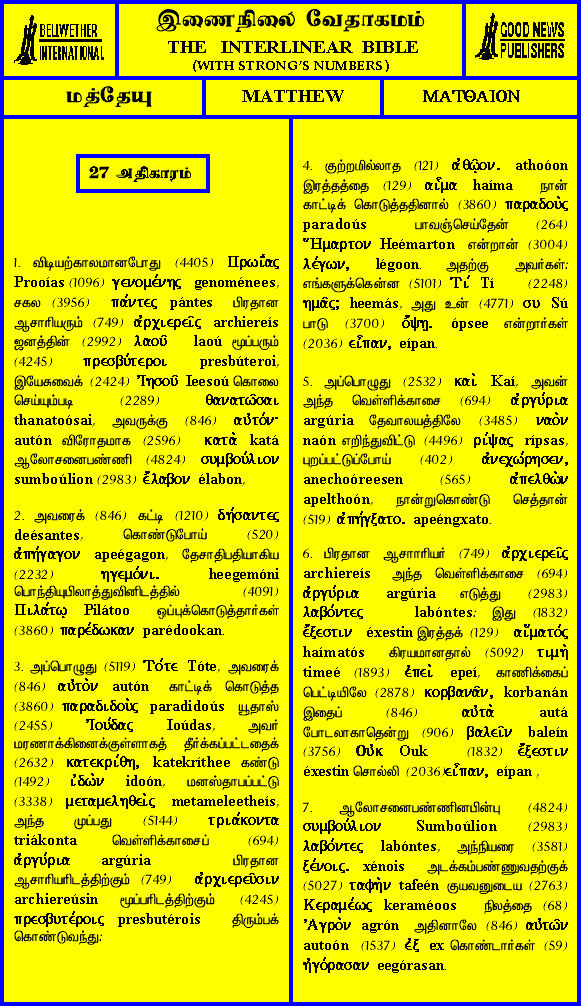 BELLWETHER
INTERNATIONAL
இணைநிலை வேதாகமம்
THE INTERLINEAR BIBLE
(WITH STRONG'S NUMBERS)
GOOD NEWS
PUBLISHERS
மத்தேயு
MATTHEW
ΜΑΤΘΑΙΟΝ
27 அதிகாரம்
1. விடியற்காலமானபோது (4405) Πρωΐας
Prooías (1096) γενομένης genoménees,
சகல (3956) πάντες pántes பிரதான
ஆசாரியரும் (749) ἀρχιερεῖς archiereís
ஜனத்தின் (2992) λαοῦ laoú மூப்பரும்
(4245) πρεσβύτεροι presbúteroi,
இயேசுவைக் (2424) Ἰησοῦ Ieesoú கொலை
செய்யும்படி (2289) θανατῶσαι
thanatoósai, அவருக்கு (846) αὐτόν·
autón விரோதமாக (2596) κατὰ katá
ஆலோசனைபண்ணி (4824) συμβούλιον
sumboúlion (2983) ἔλαβον élabon,
2. அவரைக் (846) கட்டி (1210) δήσαντες
deésantes, கொண்டுபோய் (520)
ἀπήγαγον apeégagon, தேசாதிபதியாகிய
(2232) ηγεμόνι. heegemóni
பொந்தியுபிலாத்துவினிடத்தில் (4091)
Πιλάτῳ Pilátoo ஒப்புக்கொடுத்தார்கள்
(3860) παρέδωκαν parédookan.
3. அப்பொழுது (5119) Τότε Tóte, அவரைக்
(846) αὐτὸν autón காட்டிக் கொடுத்த
(3860) παραδιδοὺς paradidoús யூதாஸ்
(2455) Ἰούδας Ioúdas, அவர்
மரணாக்கினைக்குள்ளாகத் தீர்க்கப்பட்டதைக்
(2632) κατεκρίθη, katekríthee கண்டு
(1492) ἰδὼν idoón, மனஸ்தாபப்பட்டு
(3338) μεταμεληθεὶς metameleetheís,
அந்த முப்பது (5144) τριάκοντα
triákonta வெள்ளிக்காசைப் (694)
ἀργύρια argúria பிரதான
ஆசாரியரிடத்திற்கும் (749) ἀρχιερεῦσιν
archiereúsin மூப்பரிடத்திற்கும் (4245)
πρεσβυτέροις presbutérois திரும்பக்
கொண்டுவந்து:
4. குற்றமில்லாத (121) ἀθῷον. athoóon
இரத்தத்தை (129) αἷμα haíma நான்
காட்டிக் கொடுத்ததினால் (3860) παραδοὺς
paradoús பாவஞ்செய்தேன் (264)
Ἥμαρτον Heémarton என்றான் (3004)
λέγων, légoon. அதற்கு அவர்கள்:
எங்களுக்கென்ன (5101) Τί Tí (2248)
ημᾶς; heemás, அது உன் (4771) συ Sú
பாடு (3700) ὄψῃ. ópsee என்றார்கள்
(2036) εἶπαν, eípan.
5. அப்பொழுது (2532) καὶ Kaí, அவன்
அந்த வெள்ளிக்காசை (694) ἀργύρια
argúria தேவாலயத்திலே (3485) ναὸν
naón எறிந்துவிட்டு (4496) ρίψας rípsas,
புறப்பட்டுப்போய் (402) ἀνεχώρησεν,
anechoóreesen (565) ἀπελθὼν
apelthoón, நான்றுகொண்டு செத்தான்
(519) ἀπήγξατο. apeéngxato.
6. பிரதான ஆசாரியர் (749) ἀρχιερεῖς
archiereís அந்த வெள்ளிக்காசை (694)
ἀργύρια argúria எடுத்து (2983)
λαβόντες labóntes: இது (1832)
ἔξεστιν éxestin இரத்தக் (129) αἵματός
haímatós கிரயமானதால் (5092) τιμὴ
timeé (1893) ἐπεὶ epeí, காணிக்கைப்
பெட்டியிலே (2878) κορβανᾶν, korbanán
இதைப் (846) αὐτὰ autá
போடலாகாதென்று (906) βαλεῖν baleín
(3756) Οὐκ Ouk (1832) ἔξεστιν
éxestin சொல்லி (2036)εἶπαν, eípan ,
7. ஆலோசனைபண்ணினபின்பு (4824)
συμβούλιον Sumboúlion (2983)
λαβόντες labóntes, அந்நியரை (3581)
ξένοις. xénois அடக்கம்பண்ணுவதற்குக்
(5027) ταφὴν tafeén குயவனுடைய (2763)
Κεραμέως keraméoos நிலத்தை (68)
Ἀγρὸν agrón அதினாலே (846) αὐτῶν
autoón (1537) ἐξ ex கொண்டார்கள் (59)
ἠγόρασαν eegórasan.